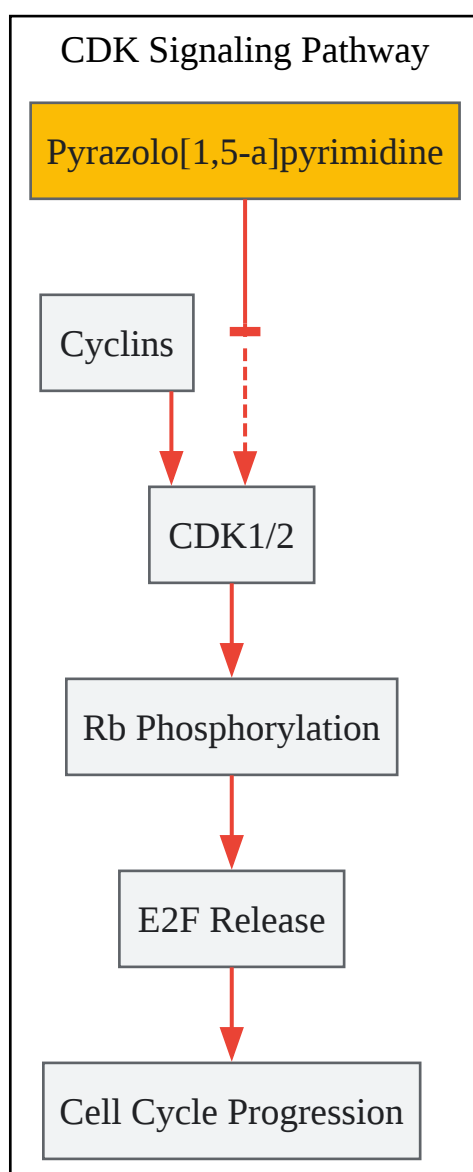 CDK Signaling Pathway
Pyrazolo[1,5-a]pyrimidine
Cyclins
CDK1/2
Rb Phosphorylation
E2F Release
Cell Cycle Progression